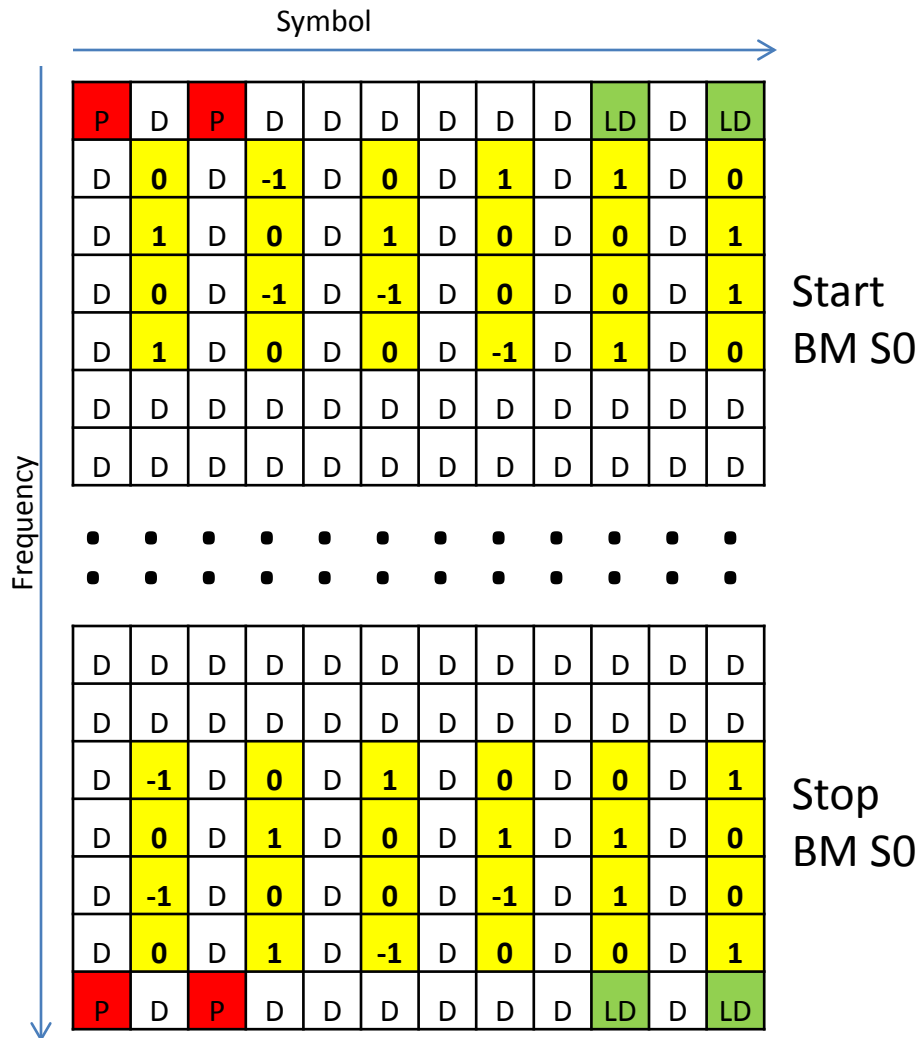 Symbol
P D P D D D D D D LD D LD
D 0 D -1 D 0 D 1 D 1 D 0
D 1 D 0 D 1 D 0 D 0 D 1
D 0 D -1 D -1 D 0 D 0 D 1
D 1 D 0 D 0 D -1 D 1 D 0
D D D D D D D D D D D D
D D D D D D D D D D D D
Start
BM S0
Frequency
D D D D D D D D D D D D
D D D D D D D D D D D D
D -1 D 0 D 1 D 0 D 0 D 1
D 0 D 1 D 0 D 1 D 1 D 0
D -1 D 0 D 0 D -1 D 1 D 0
D 0 D 1 D -1 D 0 D 0 D 1
P D P D D D D D D LD D LD
Stop
BM S0